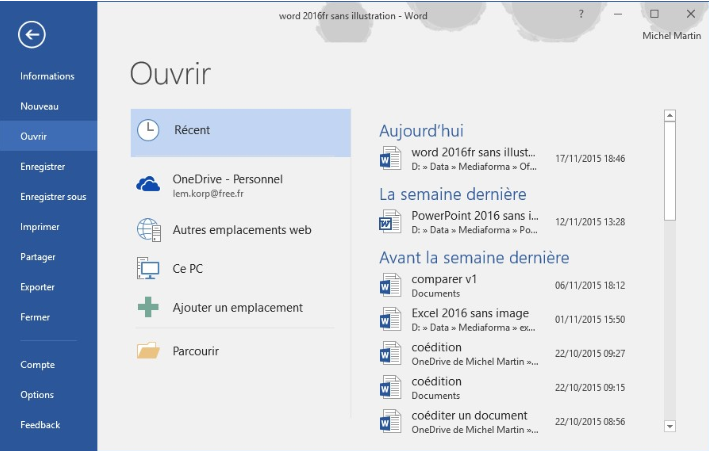 word 2016fr sans illustration - Word
?
Michel Martin
Informations
Nouveau
Ouvrir
Enregistrer
Enregistrer sous
Imprimer
Partager
Exporter
Fermer
Compte
Options
Feedback
Ouvrir
Récent
OneDrive - Personnel
lem.korp@free.fr
Autres emplacements web
Ce PC
Ajouter un emplacement
Parcourir
Aujourd'hui
word 2016fr sans illust... 17/11/2015 18:46
D: » Data » Mediaforma » Of...
La semaine dernière
PowerPoint 2016 sans i... 12/11/2015 13:28
D: » Data » Mediaforma » Po...
Avant la semaine dernière
comparer v1 06/11/2015 18:12
Documents
Excel 2016 sans image 01/11/2015 15:50
D: » Data » Mediaforma » ex...
coédition 22/10/2015 09:27
OneDrive de Michel Martin »...
coédition 22/10/2015 09:15
Documents
coéditer un document 22/10/2015 08:56
OneDrive de Michel Martin »...